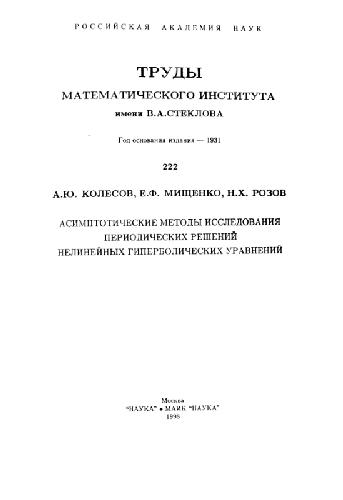 РОССИЙСКАЯ АКАДЕМИЯ НАУК
ТРУДЫ
МАТЕМАТИЧЕСКОГО ИНСТИТУТА
имени В.А.СТЕКЛОВА
Год основания издания — 1931
222
А.Ю. КОЛЕСОВ, Е.Ф. МИЩЕНКО, Н.Х. РОЗОВ
АСИМПТОТИЧЕСКИЕ МЕТОДЫ ИССЛЕДОВАНИЯ
ПЕРИОДИЧЕСКИХ РЕШЕНИЙ
НЕЛИНЕЙНЫХ ГИПЕРБОЛИЧЕСКИХ УРАВНЕНИЙ
Москва
"НАУКА" • МАИК "НАУКА"
1998